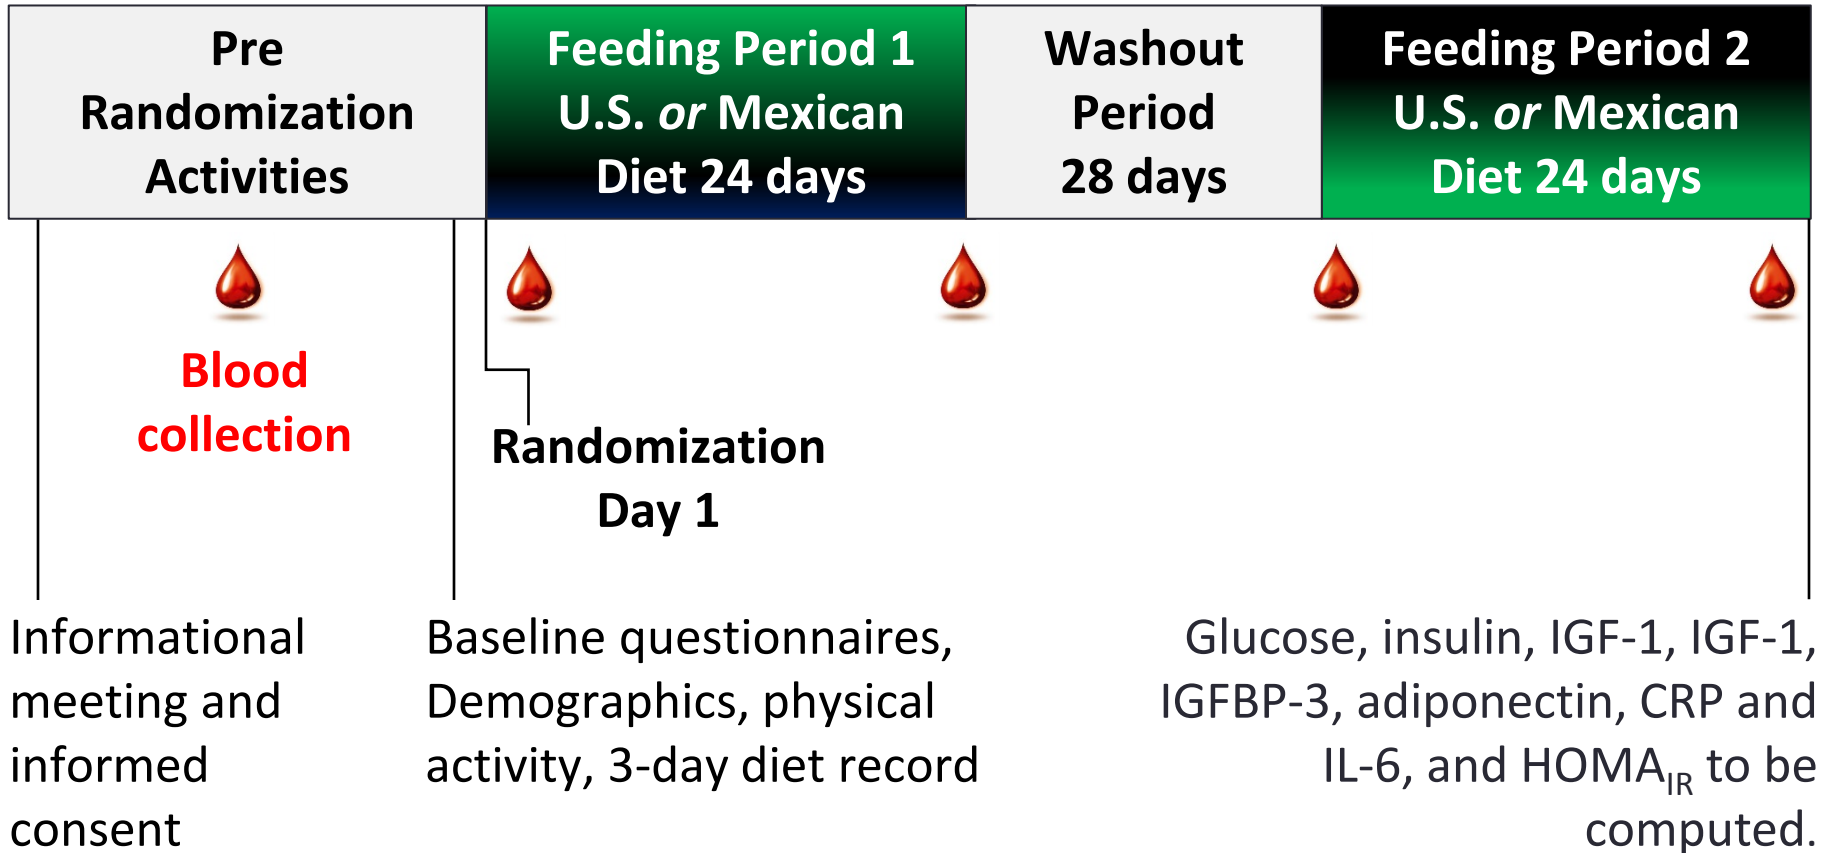 Pre
Randomization
Activities
Feeding Period 1
U.S. or Mexican
Diet 24 days
Washout
Period
28 days
Feeding Period 2
U.S. or Mexican
Diet 24 days
Blood
collection
Randomization
Day 1
Informational
meeting and
informed
consent
Baseline questionnaires,
Demographics, physical
activity, 3-day diet record
Glucose, insulin, IGF-1, IGF-1,
IGFBP-3, adiponectin, CRP and
IL-6, and HOMAIR to be
computed.